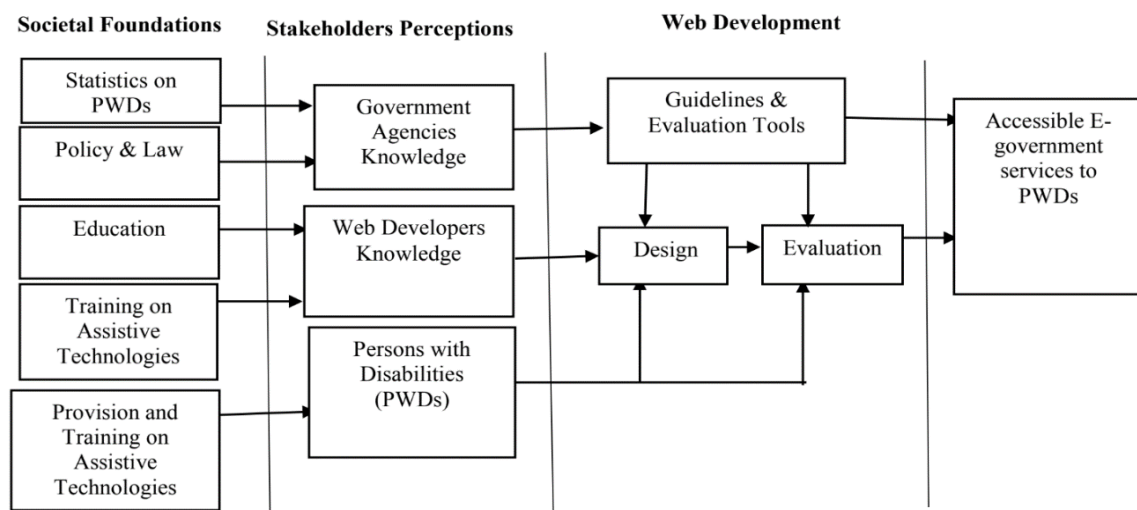 Societal Foundations
Stakeholders Perceptions
Web Development
Statistics on
PWDs
Policy & Law
Education
Training on
Assistive
Technologies
Provision and
Training on
Assistive
Technologies
Government
Agencies
Knowledge
Web Developers
Knowledge
Persons with
Disabilities
(PWDs)
Guidelines &
Evaluation Tools
Design
Evaluation
Accessible E-
government
services to
PWDs